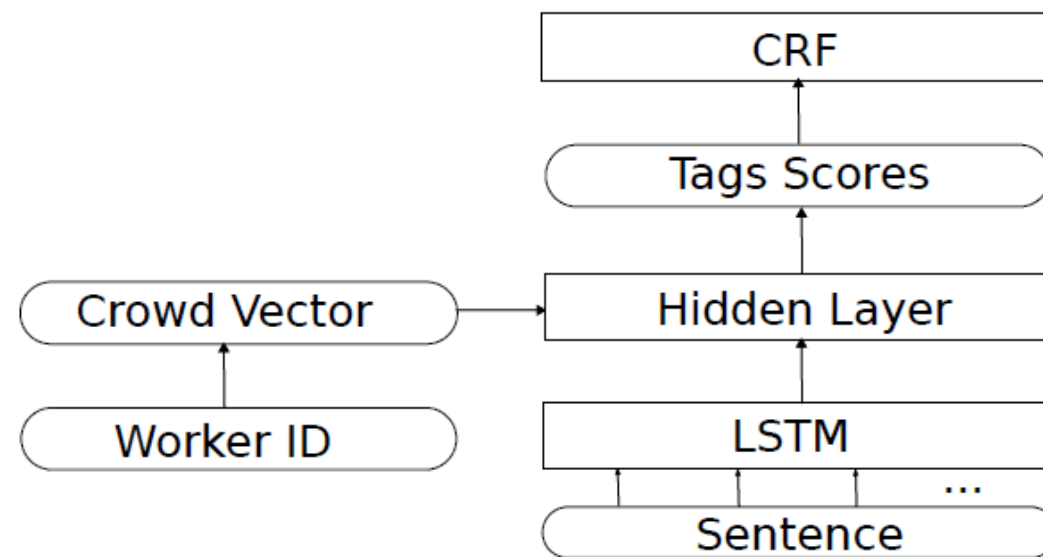 CRF
Tags Scores
Crowd Vector
Hidden Layer
Worker ID
LSTM
...
Sentence